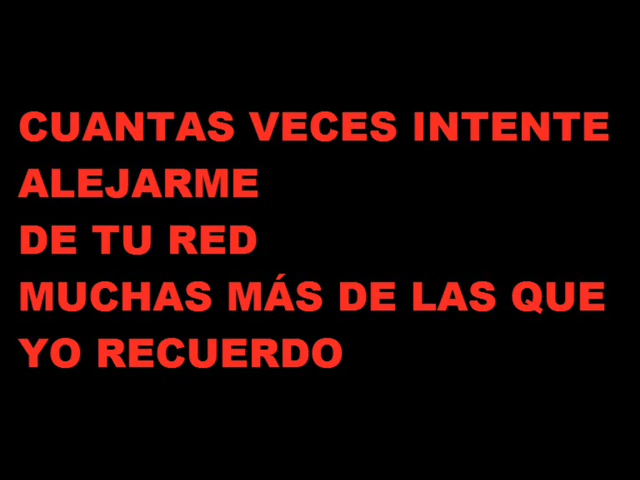 CUANTAS VECES INTENTE
ALEJARME
DE TU RED
MUCHAS MÁS DE LAS QUE
YO RECUERDO